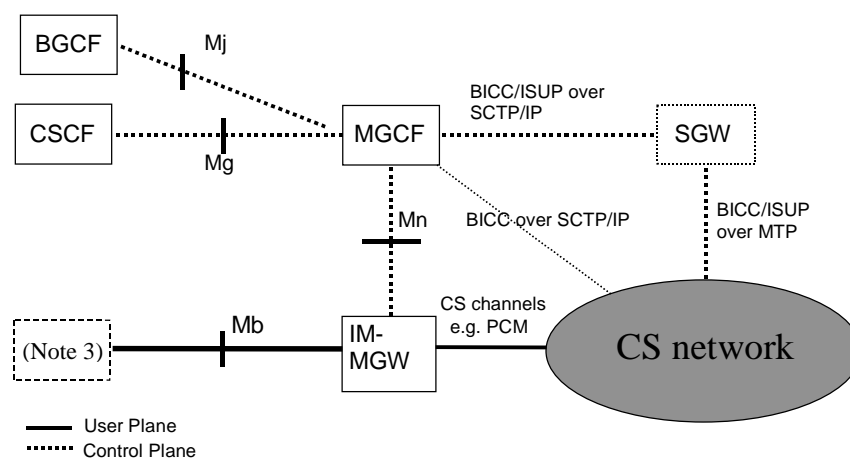 BGCF
Mj
BICC/ISUP over
SCTP/IP
CSCF
MGCF
SGW
Mg
Mn
BICC over SCTP/IP
BICC/ISUP
over MTP
CS channels
e.g. PCM
(Note 3)
Mb
IM-
MGW
CS network
User Plane
Control Plane